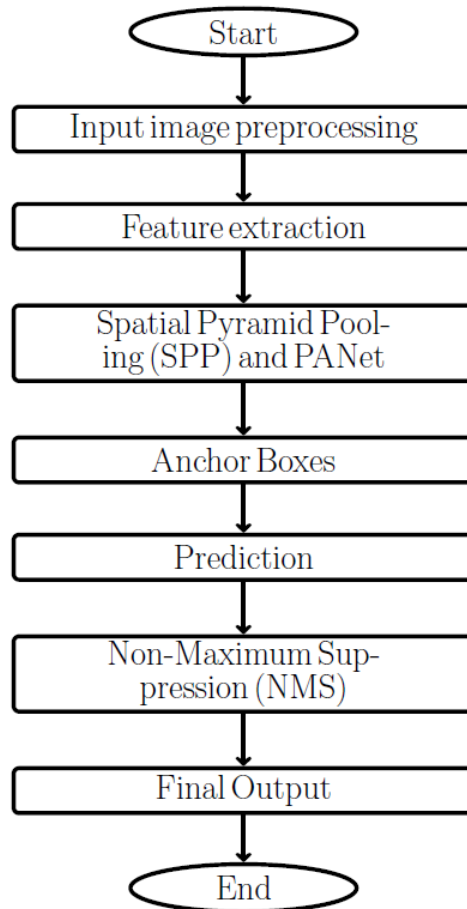 Start
Input image preprocessing
Feature extraction
Spatial Pyramid Pool-
ing (SPP) and PANet
Anchor Boxes
Prediction
Non-Maximum Sup-
pression (NMS)
Final Output
End